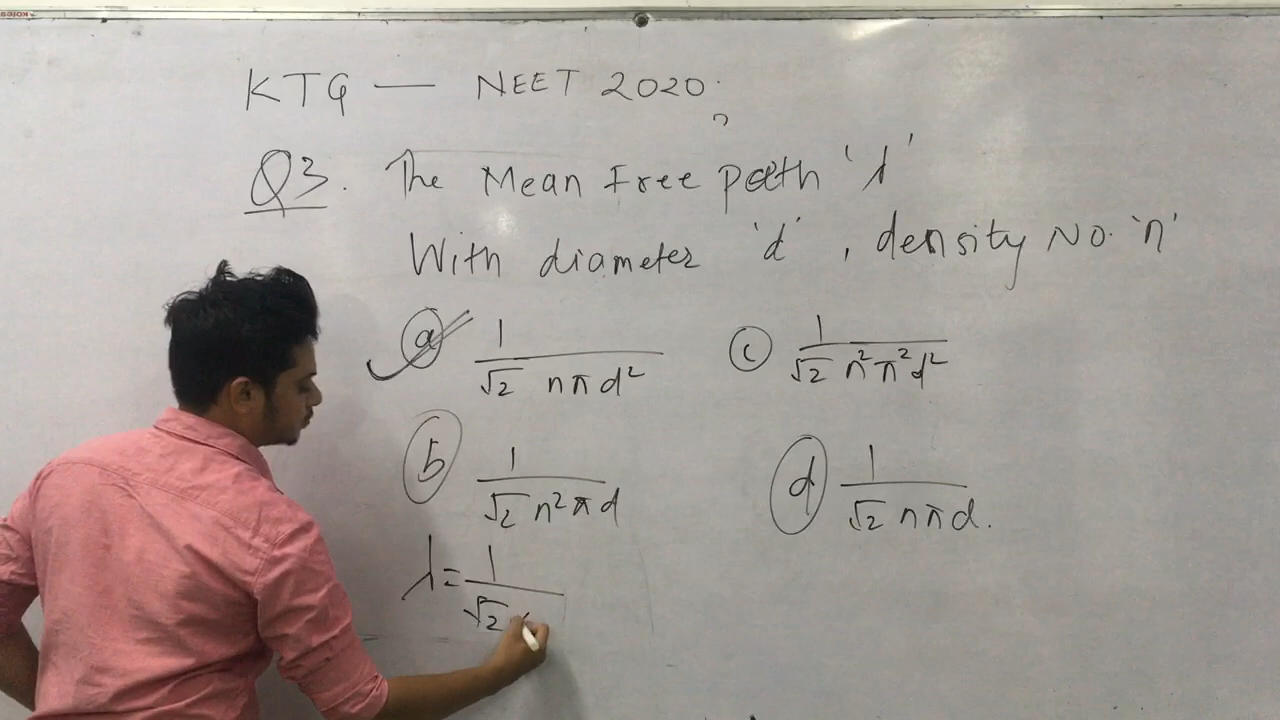 KTG — NEET 2020.
Q3. The Mean Free path 'λ'
With diameter 'd', density No. 'n'
(a) 1/(√2 nπd²)
(c) 1/(√2 n²π²d²)
(b) 1/(√2 n²πd)
(d) 1/(√2 nπd).
λ = 1/(√2